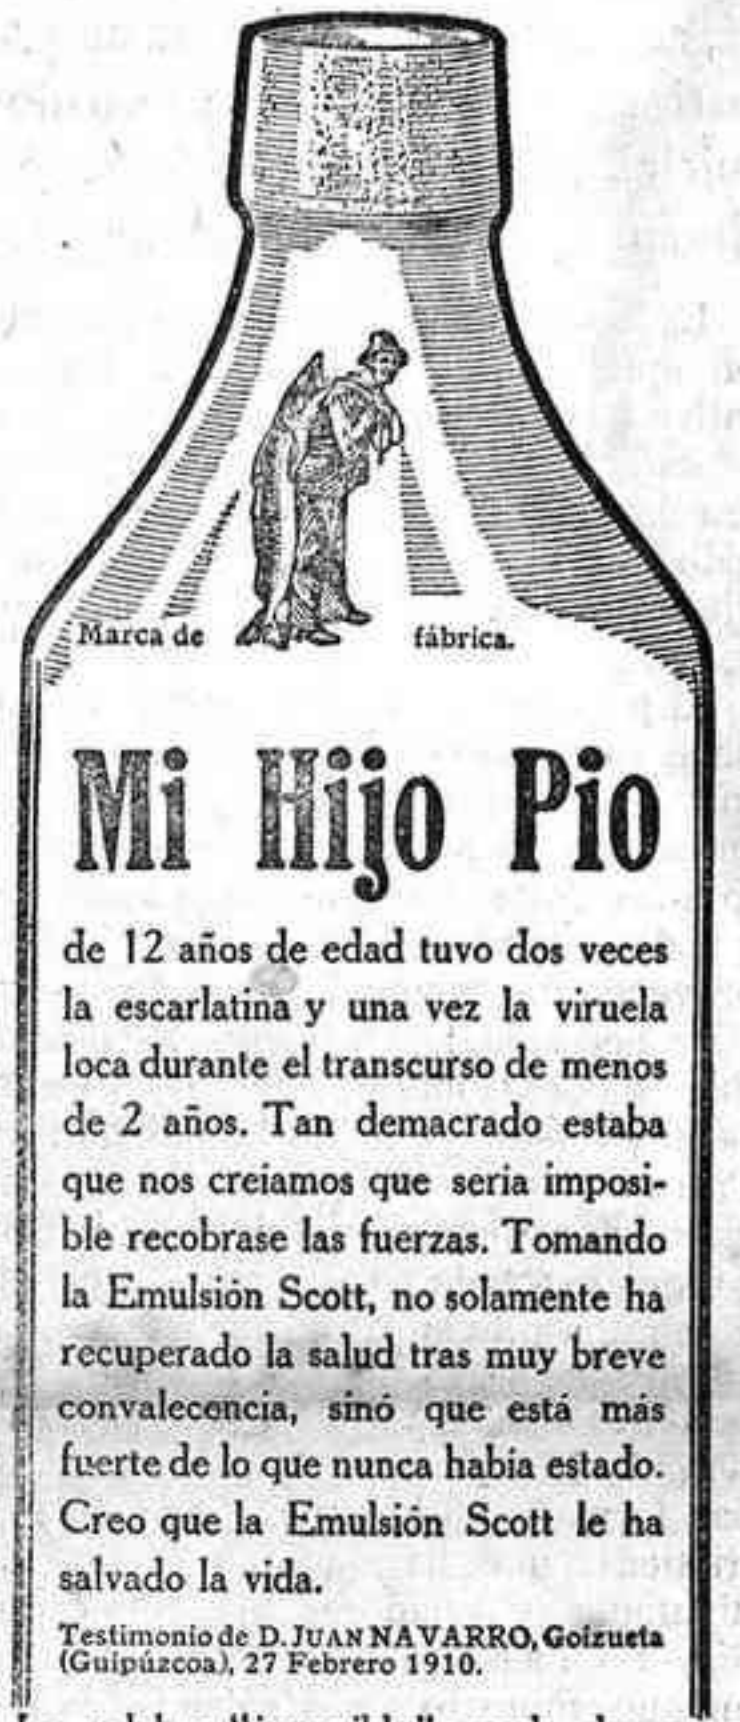 Marca de fábrica.
Mi Hijo Pio
de 12 años de edad tuvo dos veces
la escarlatina y una vez la viruela
loca durante el transcurso de menos
de 2 años. Tan demacrado estaba
que nos creiamos que seria imposi-
ble recobrase las fuerzas. Tomando
la Emulsión Scott, no solamente ha
recuperado la salud tras muy breve
convalecencia, sinó que está más
fuerte de lo que nunca habia estado.
Creo que la Emulsión Scott le ha
salvado la vida.
Testimonio de D. JUAN NAVARRO, Goizueta
(Guipúzcoa), 27 Febrero 1910.